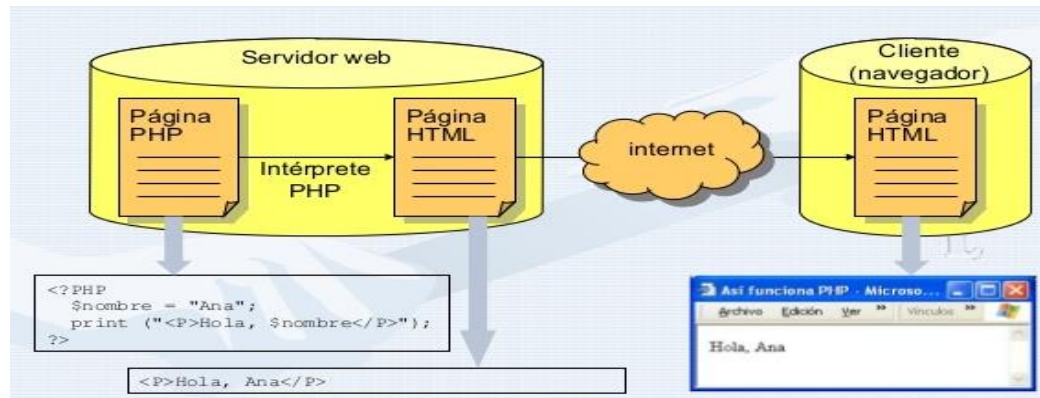 Servidor web
Cliente
(navegador)
Página
PHP
Intérprete
PHP
Página
HTML
internet
Página
HTML
<?PHP
$nombre = "Ana";
print ("<P>Hola, $nombre</P>");
?>
<P>Hola, Ana</P>
Así funciona PHP - Microso...
Archivo Edición Ver » Vínculos »
Hola, Ana